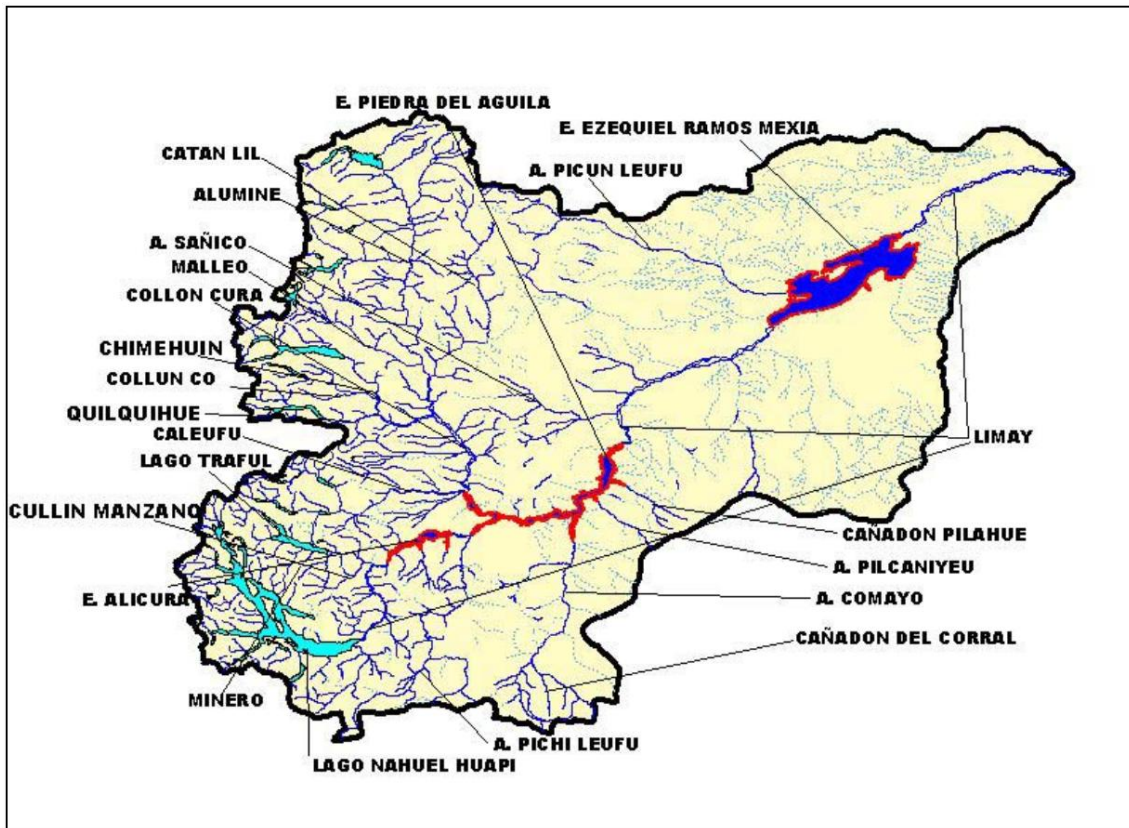 E. PIEDRA DEL AGUILA
E. EZEQUIEL RAMOS MEXIA
CATAN LIL
A. PICUN LEUFU
ALUMINE
A. SAÑICO
MALLEO
COLLON CURA
CHIMEHUIN
COLLUN CO
QUILQUIHUE
CALEUFU
LIMAY
LAGO TRAFUL
CULLIN MANZANO
CAÑADON PILAHUE
A. PILCANIYEU
E. ALICURA
A. COMAYO
CAÑADON DEL CORRAL
MINERO
A. PICHI LEUFU
LAGO NAHUEL HUAPI